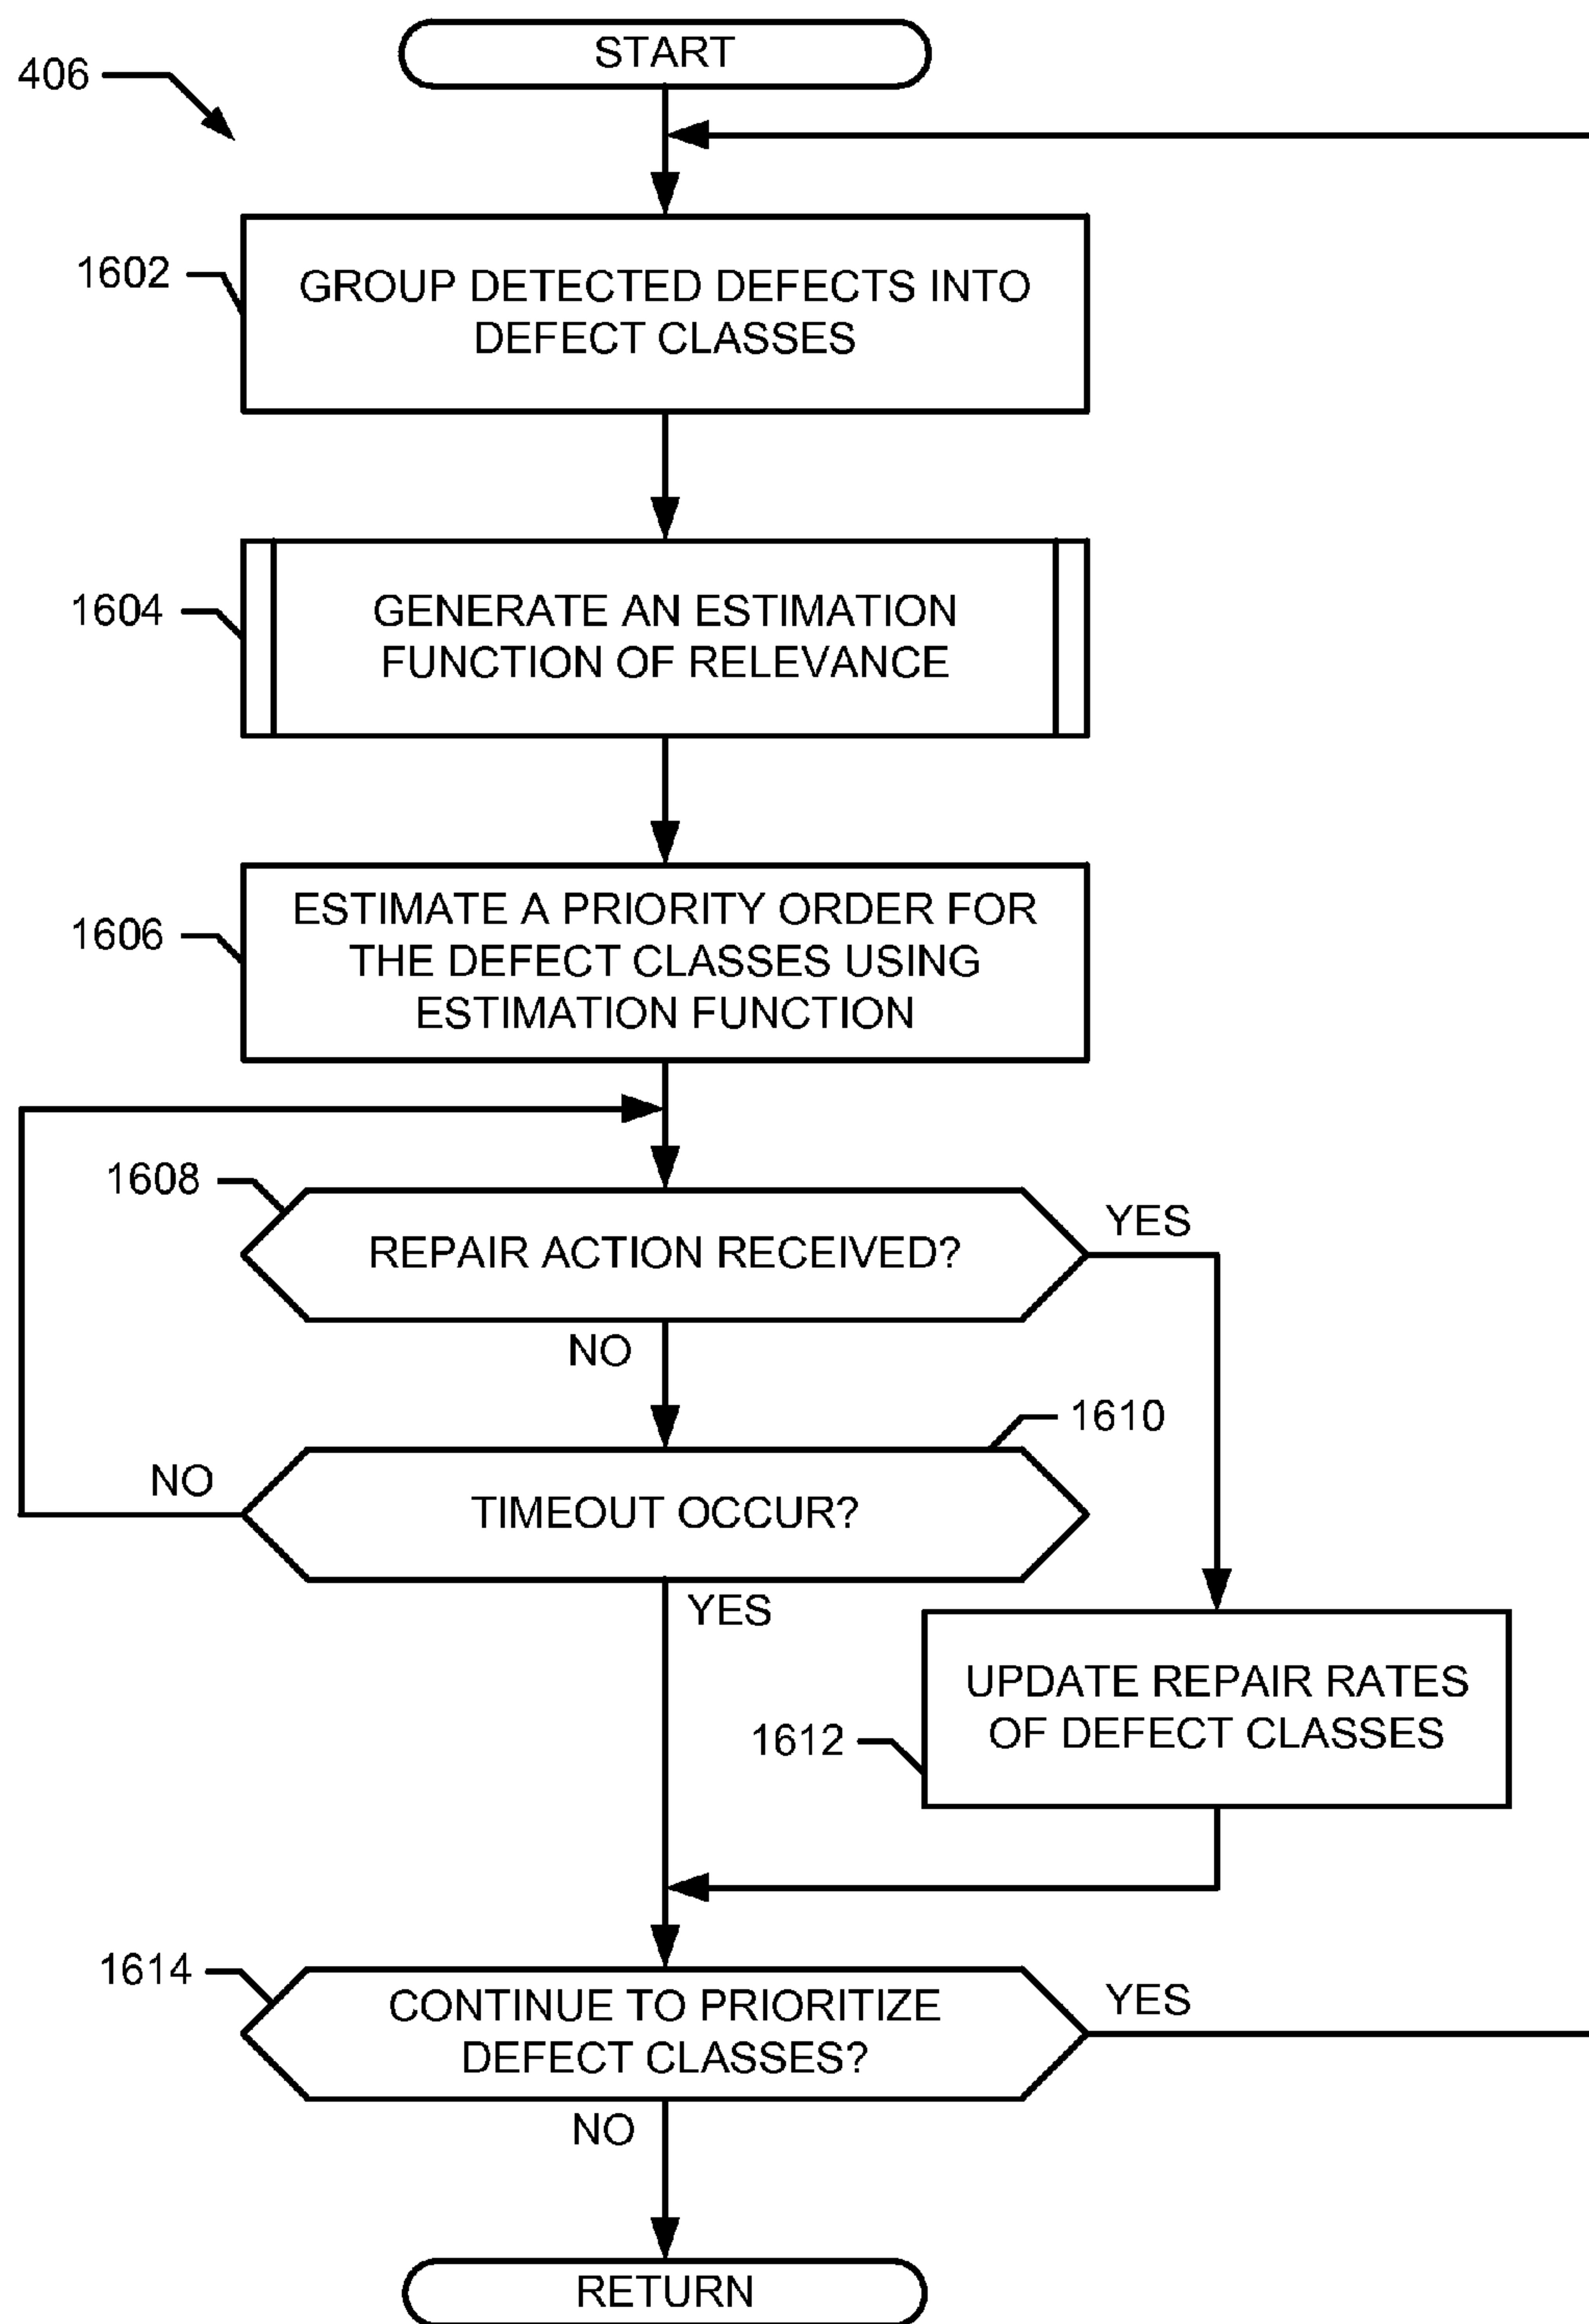 START
406
1602
GROUP DETECTED DEFECTS INTO
DEFECT CLASSES
1604
GENERATE AN ESTIMATION
FUNCTION OF RELEVANCE
1606
ESTIMATE A PRIORITY ORDER FOR
THE DEFECT CLASSES USING
ESTIMATION FUNCTION
1608
REPAIR ACTION RECEIVED?
YES
NO
1610
NO
TIMEOUT OCCUR?
YES
UPDATE REPAIR RATES
OF DEFECT CLASSES
1612
1614
CONTINUE TO PRIORITIZE
DEFECT CLASSES?
YES
NO
RETURN